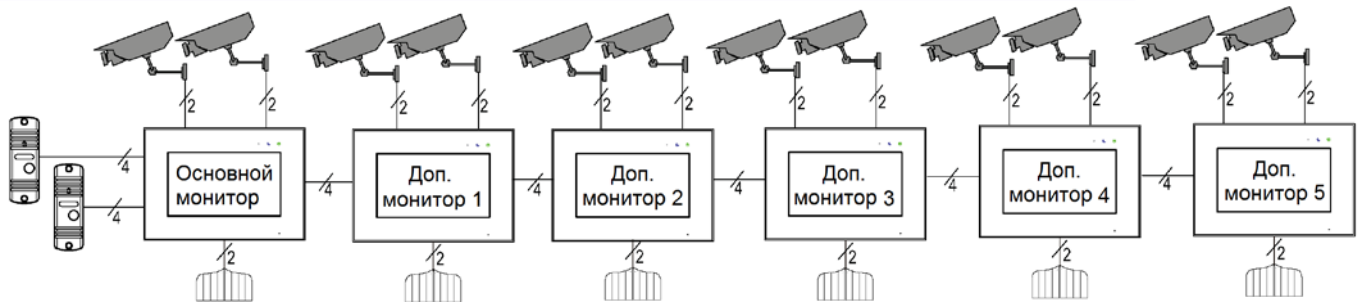 2 2 2 2 2 2 2 2 2 2 2 2
4 Основной монитор 4 Доп. монитор 1 4 Доп. монитор 2 4 Доп. монитор 3 4 Доп. монитор 4 4 Доп. монитор 5
4
2 2 2 2 2 2